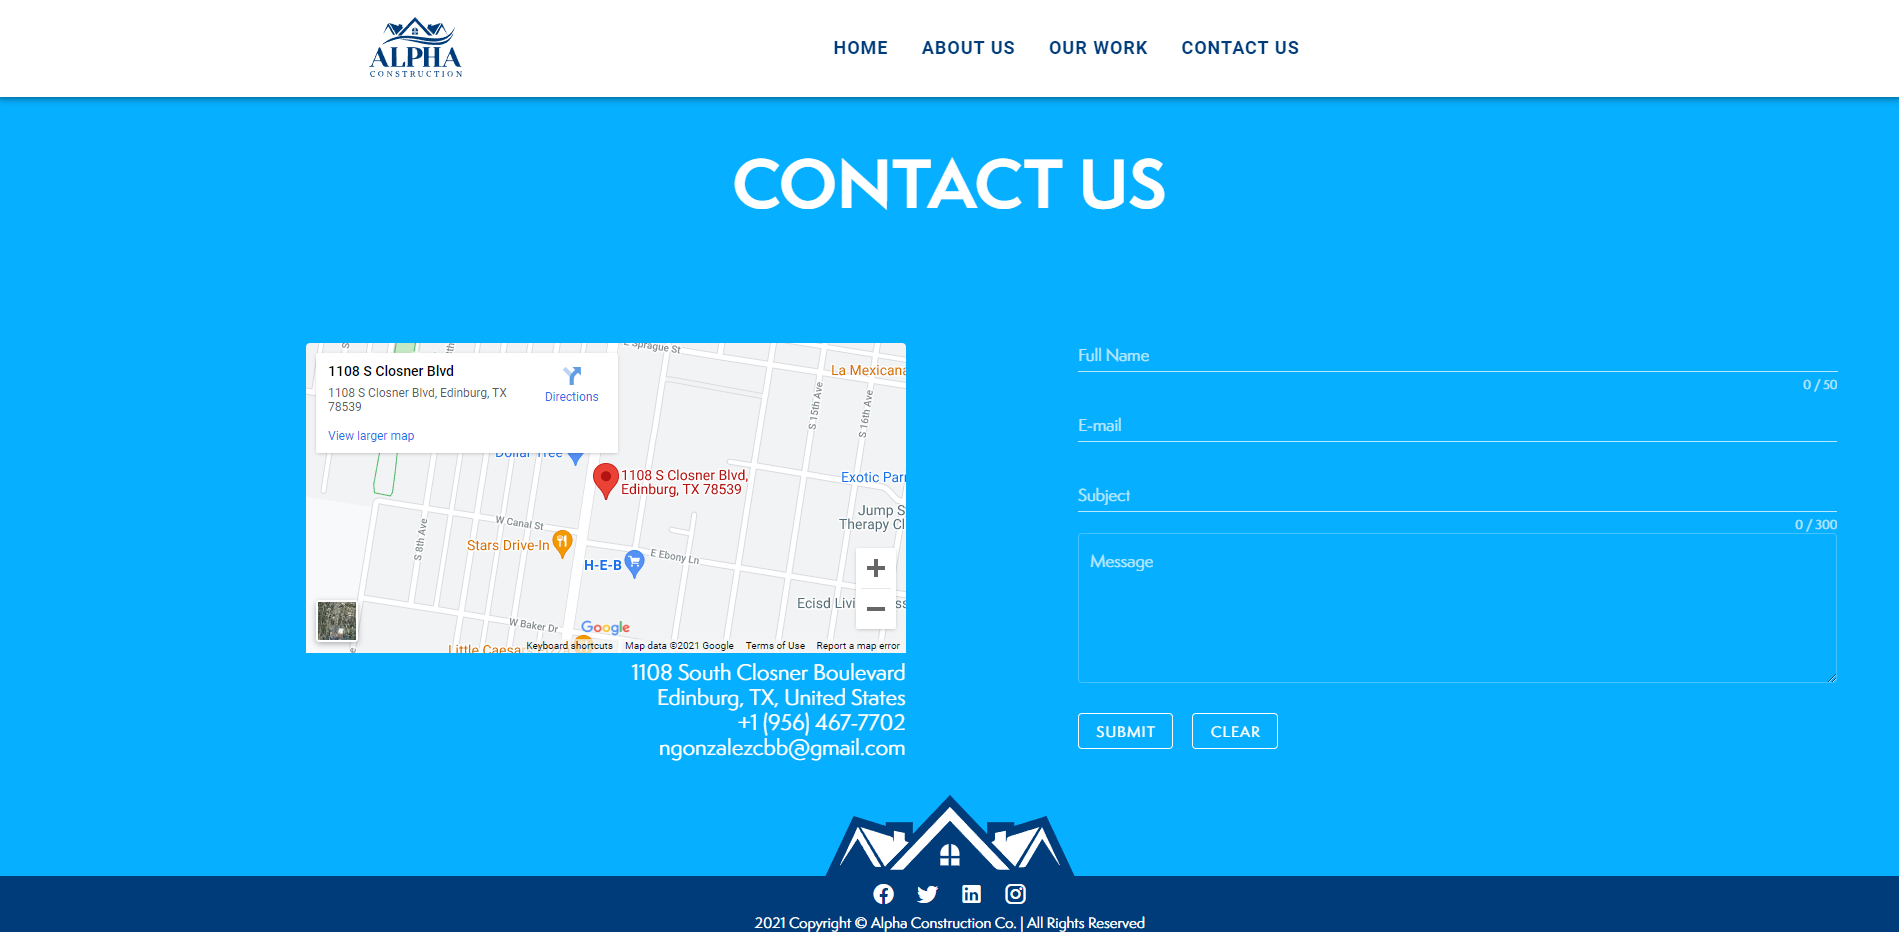 ALPHA
CONSTRUCTION
HOME
ABOUT US
OUR WORK
CONTACT US
CONTACT US
1108 S Closner Blvd
1108 S Closner Blvd, Edinburg, TX
78539
Directions
View larger map
E Sprague St
La Mexicana
S 15th Ave
S 16th Ave
Dollar Tree
1108 S Closner Blvd,
Edinburg, TX 78539
Exotic Par
Jump S
Therapy Cl
W Canal St
S 8th Ave
Stars Drive-In
H-E-B
E Ebony Ln
Ecisd Livi
W Baker Dr
Google
Little Caesa
Keyboard shortcuts
Map data ©2021 Google
Terms of Use
Report a map error
1108 South Closner Boulevard
Edinburg, TX, United States
+1 (956) 467-7702
ngonzalezcbb@gmail.com
Full Name
0 / 50
E-mail
Subject
0 / 300
Message
SUBMIT
CLEAR
2021 Copyright © Alpha Construction Co. | All Rights Reserved